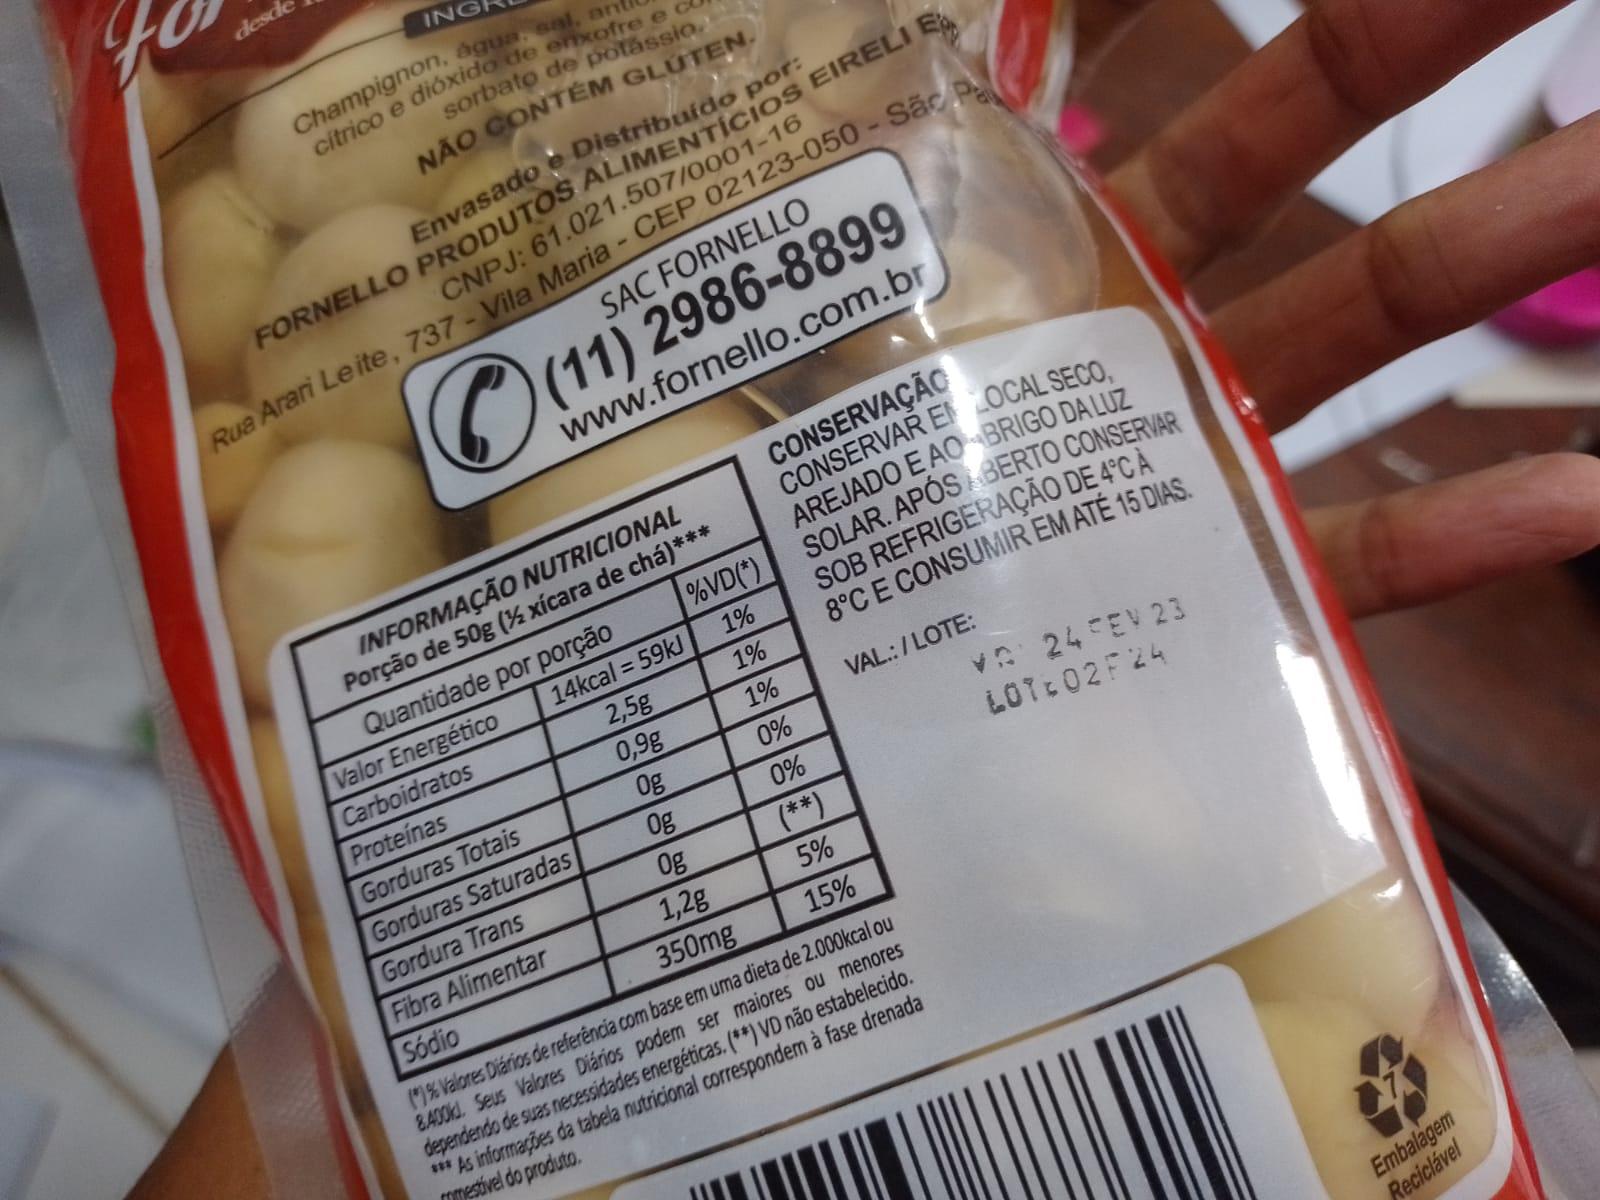 desde
Champignon, água, sal,
cítrico e dióxido de enxofre e
sorbato de potássio.
NÃO CONTÉM GLÚTEN.
Envasado e Distribuído por:
FORNELLO PRODUTOS ALIMENTÍCIOS EIRELI EPP
CNPJ: 61.021.507/0001-16
Rua Arari Leite, 737 - Vila Maria - CEP 02123-050 - São
SAC FORNELLO
(11) 2986-8899
www.fornello.com.br
CONSERVAÇÃO
CONSERVAR EM LOCAL SECO,
AREJADO E AO ABRIGO DA LUZ
SOLAR. APÓS ABERTO CONSERVAR
SOB REFRIGERAÇÃO DE 4°C À
8°C E CONSUMIR EM ATÉ 15 DIAS.
VAL.: / LOTE:
24 FEV 23
LOT: 02F24
INFORMAÇÃO NUTRICIONAL
Porção de 50g (½ xícara de chá)***
Quantidade por porção %VD(*)
Valor Energético 14kcal = 59kJ 1%
Carboidratos 2,5g 1%
Proteínas 0,9g 1%
Gorduras Totais 0g 0%
Gorduras Saturadas 0g 0%
Gordura Trans 0g (**)
Fibra Alimentar 1,2g 5%
Sódio 350mg 15%
(*) % Valores Diários de referência com base em uma dieta de 2.000kcal ou
8.400kJ. Seus Valores Diários podem ser maiores ou menores
dependendo de suas necessidades energéticas. (**) VD não estabelecido.
*** As informações da tabela nutricional correspondem à fase drenada
comestível do produto.
7
Embalagem
Reciclável